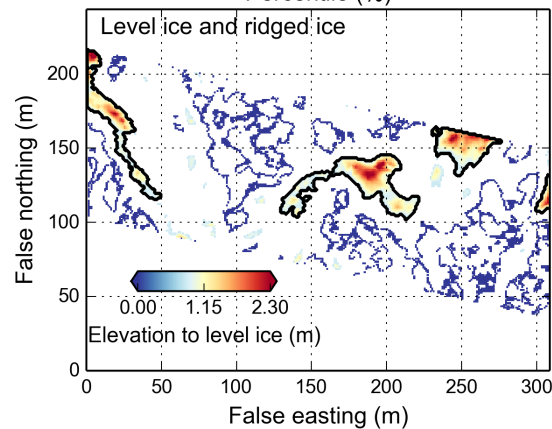 Level ice and ridged ice
200
150
100
50
0
False northing (m)
0.00 1.15 2.30
Elevation to level ice (m)
0 50 100 150 200 250 300
False easting (m)